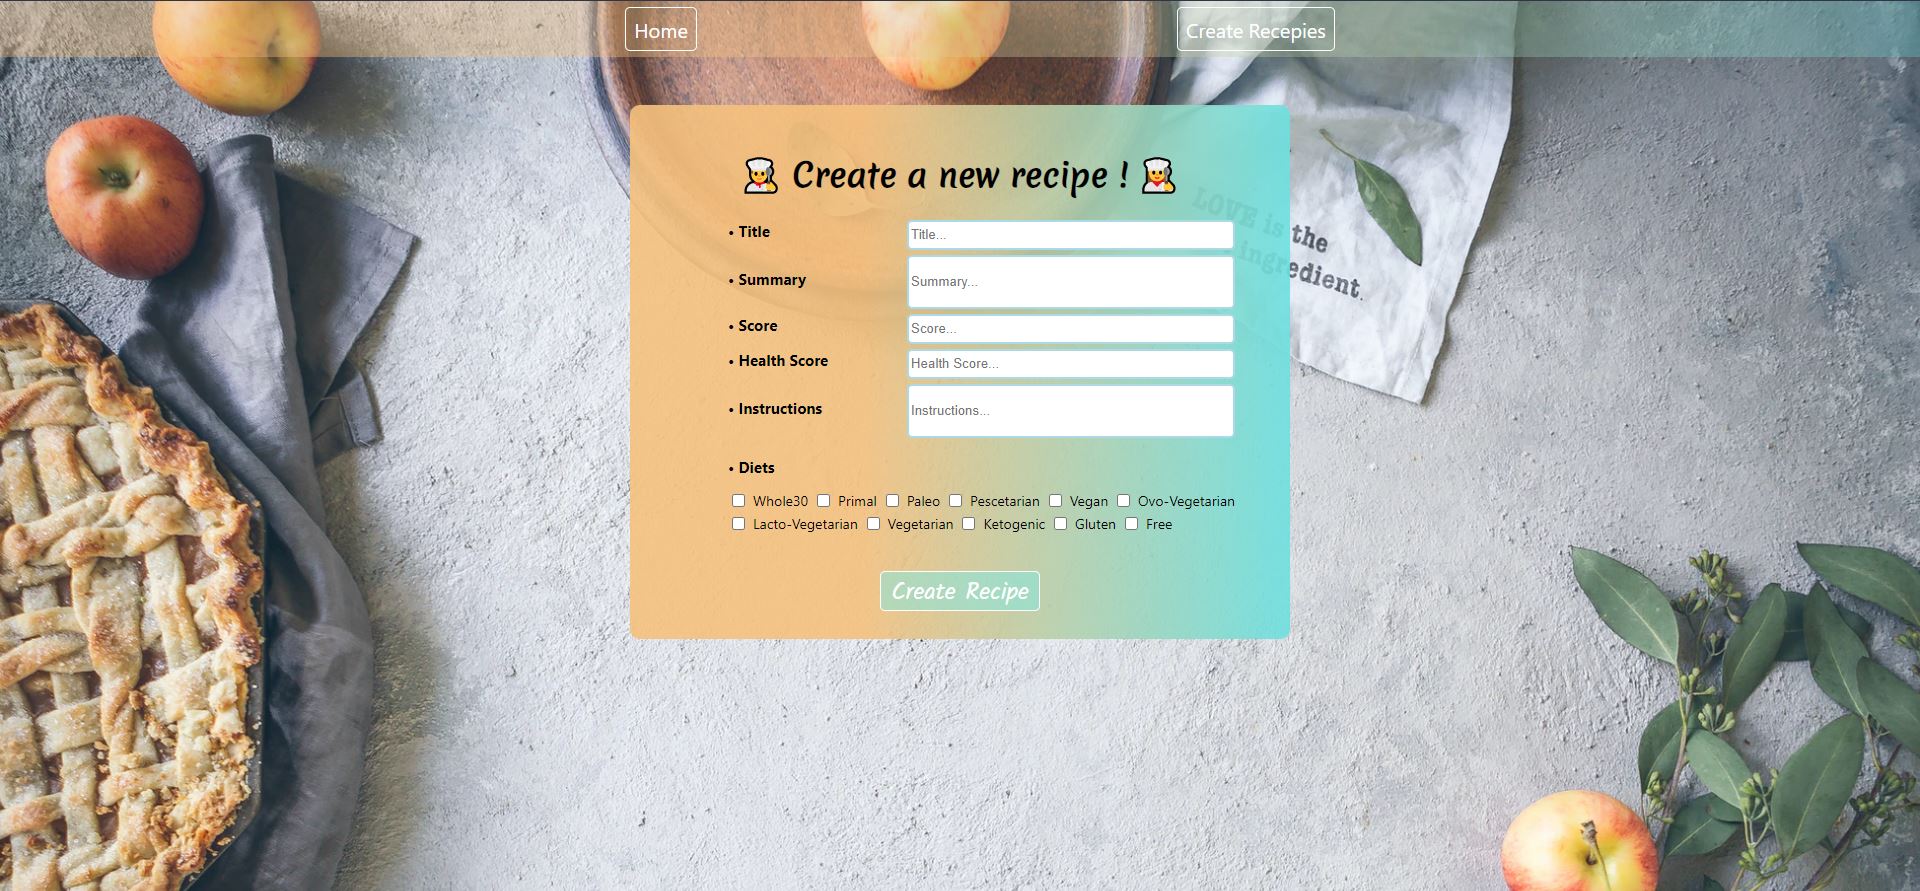 Home Create Recepies
👩‍🍳 Create a new recipe ! 👩‍🍳
• Title Title...
• Summary Summary...
• Score Score...
• Health Score Health Score...
• Instructions Instructions...
• Diets
Whole30 Primal Paleo Pescetarian Vegan Ovo-Vegetarian
Lacto-Vegetarian Vegetarian Ketogenic Gluten Free
Create Recipe
LOVE is the
ingredient.